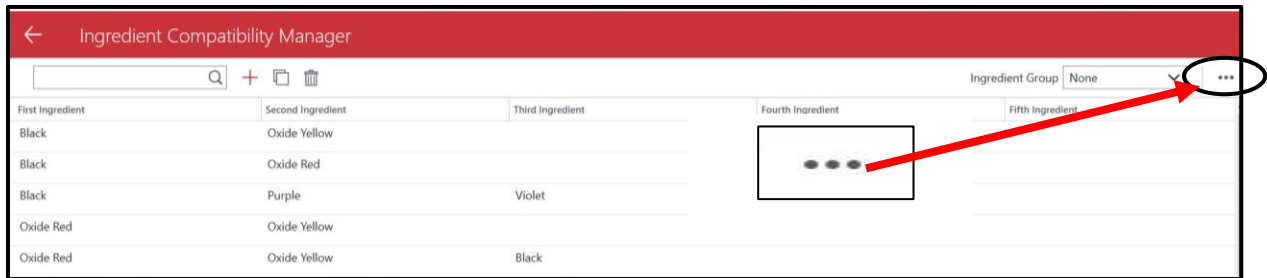 Ingredient Compatibility Manager
Ingredient Group None
First Ingredient Second Ingredient Third Ingredient Fourth Ingredient Fifth Ingredient
Black Oxide Yellow
Black Oxide Red
Black Purple Violet
Oxide Red Oxide Yellow
Oxide Red Oxide Yellow Black